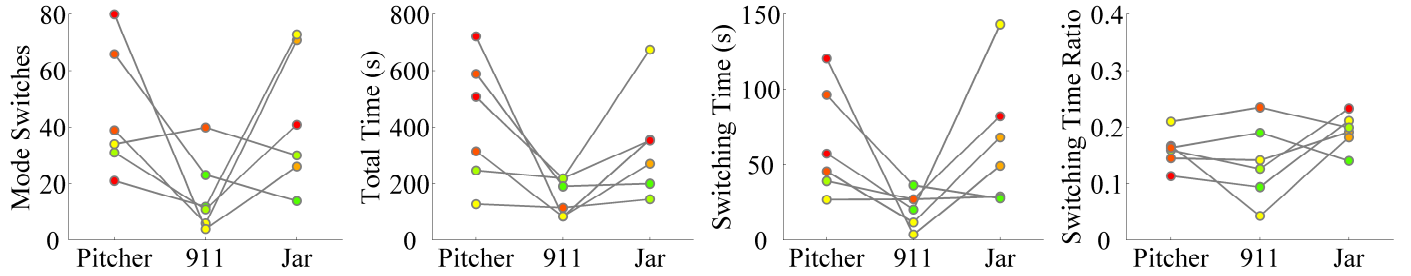 Mode Switches
80
60
40
20
0
Pitcher 911 Jar
Total Time (s)
800
600
400
200
0
Pitcher 911 Jar
Switching Time (s)
150
100
50
0
Pitcher 911 Jar
Switching Time Ratio
0.4
0.3
0.2
0.1
0
Pitcher 911 Jar